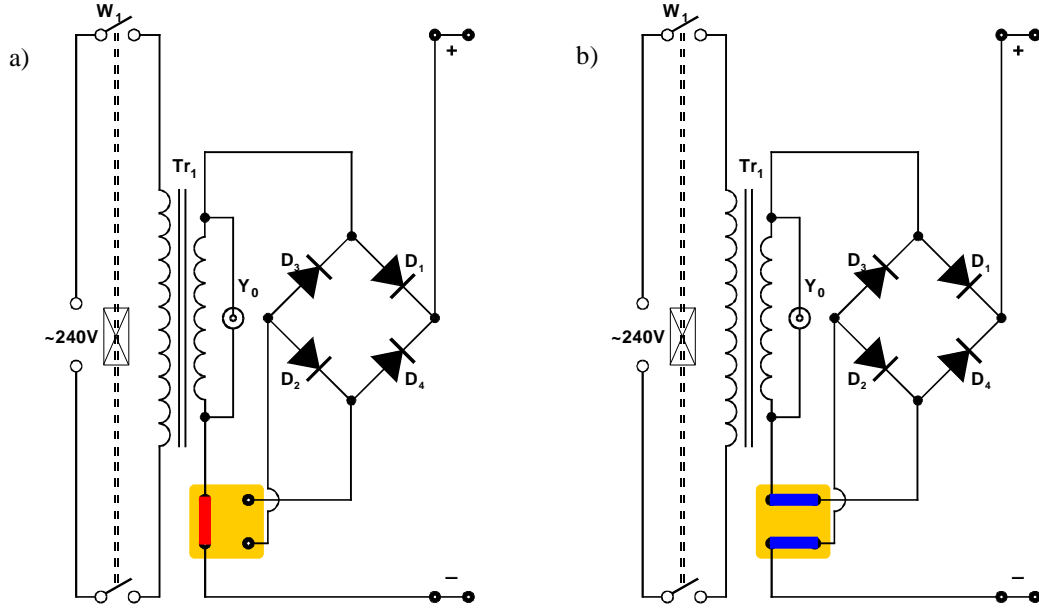 a)
W₁
+
Tr₁
D₃
D₁
Y₀
~240V
D₂
D₄
–
b)
W₁
+
Tr₁
D₃
D₁
Y₀
~240V
D₂
D₄
–